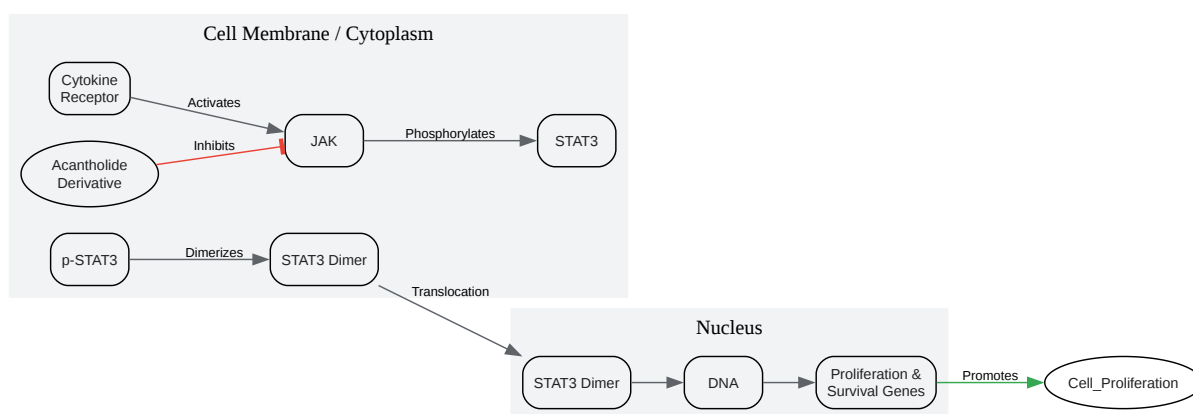 Cell Membrane / Cytoplasm
Cytokine
Receptor
Activates
JAK
Phosphorylates
STAT3
Inhibits
Acantholide
Derivative
p-STAT3
Dimerizes
STAT3 Dimer
Translocation
Nucleus
STAT3 Dimer
DNA
Proliferation &
Survival Genes
Promotes
Cell_Proliferation